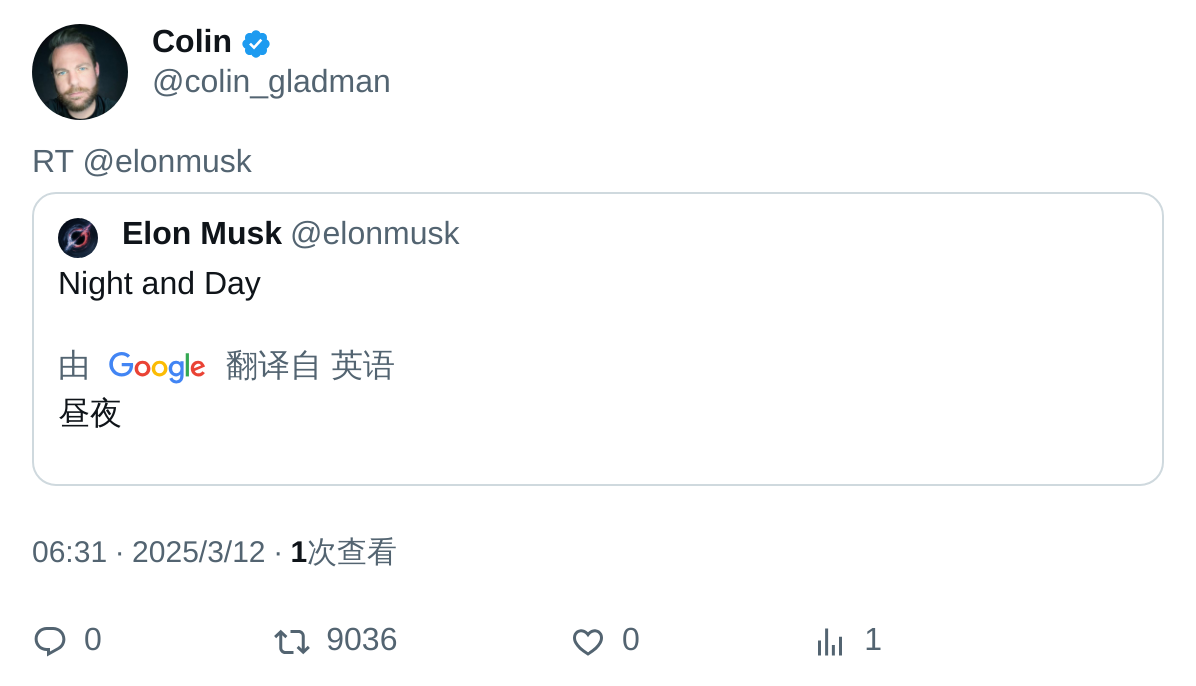 Colin
@colin_gladman
RT @elonmusk
Elon Musk @elonmusk
Night and Day
由 Google 翻译自 英语
昼夜
06:31 · 2025/3/12 · 1次查看
0 9036 0 1